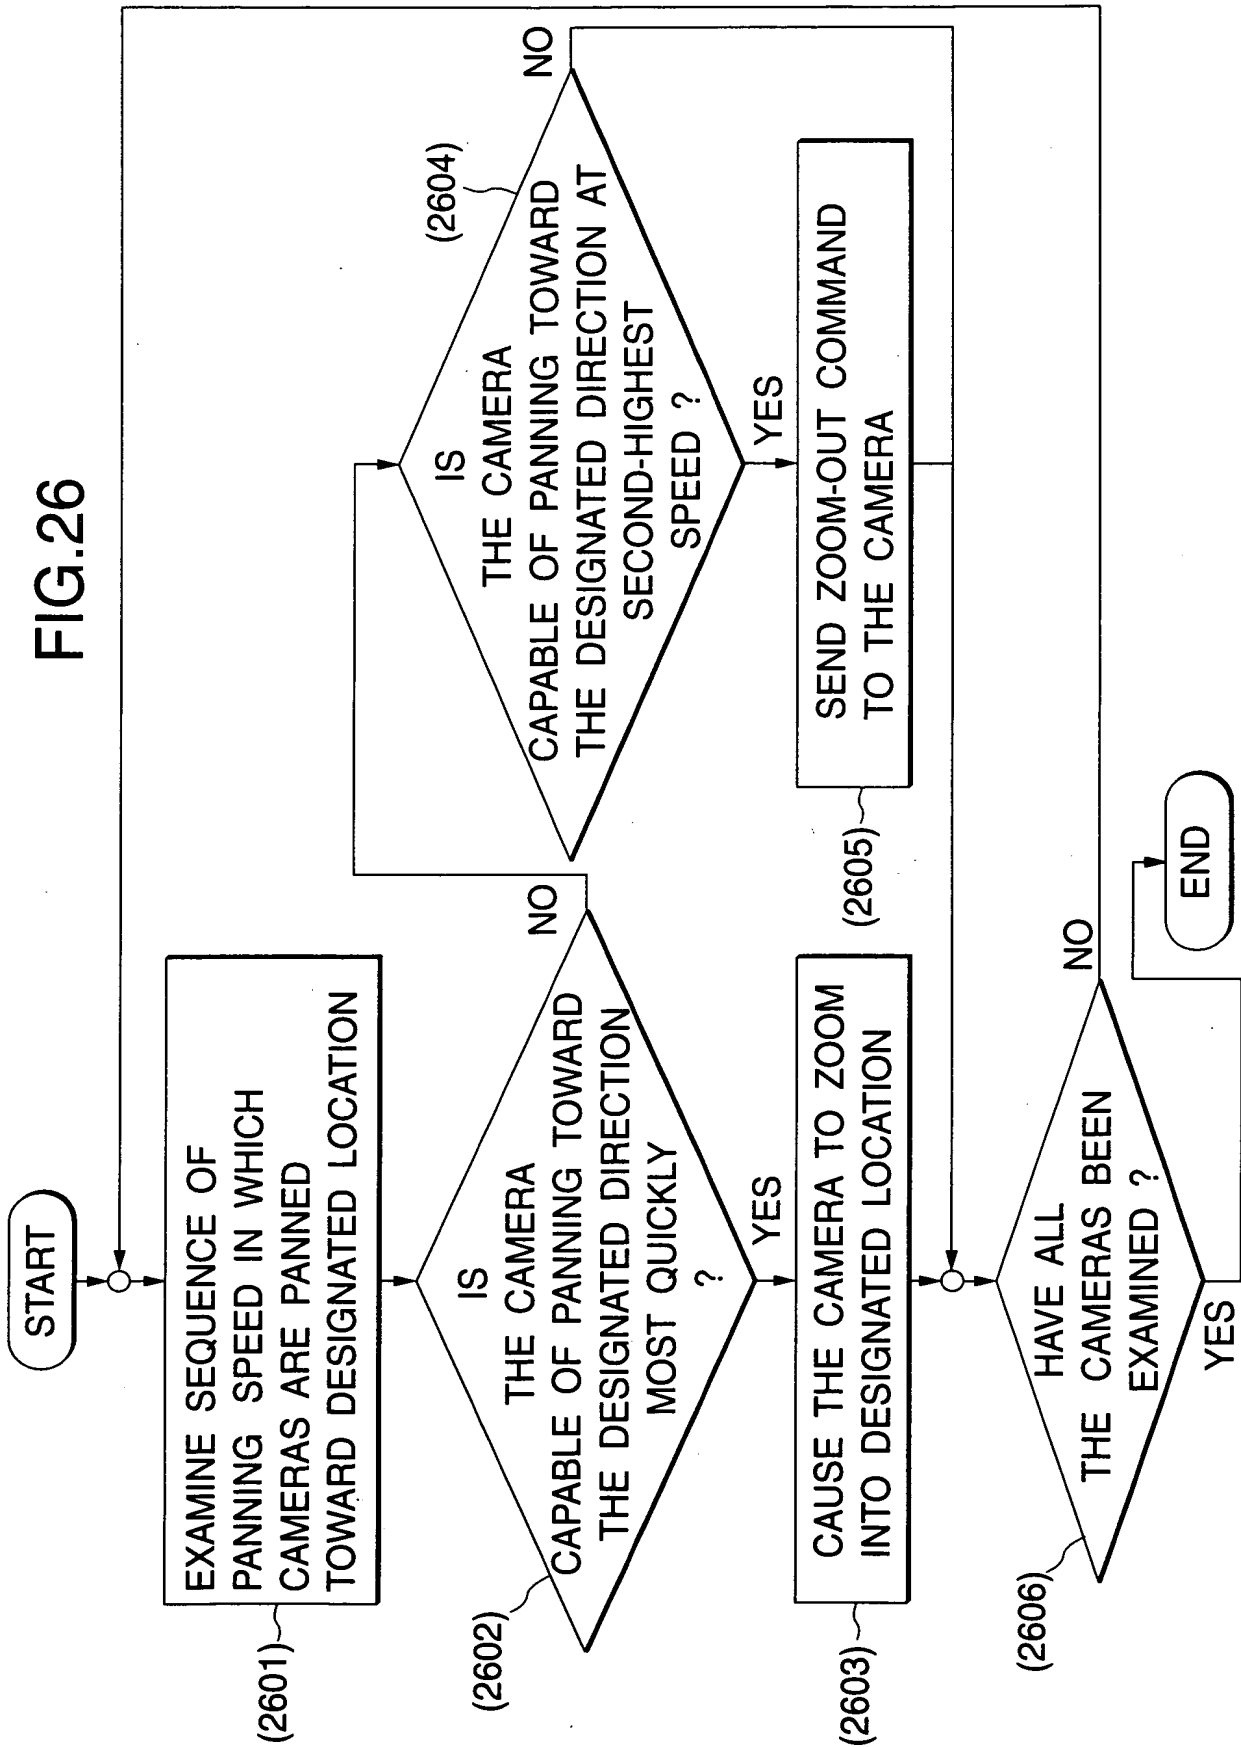 FIG.26
START
EXAMINE SEQUENCE OF
PANNING SPEED IN WHICH
CAMERAS ARE PANNED
TOWARD DESIGNATED LOCATION
(2601)
IS
THE CAMERA
CAPABLE OF PANNING TOWARD
THE DESIGNATED DIRECTION
MOST QUICKLY
?
(2602)
NO
YES
CAUSE THE CAMERA TO ZOOM
INTO DESIGNATED LOCATION
(2603)
IS
THE CAMERA
CAPABLE OF PANNING TOWARD
THE DESIGNATED DIRECTION AT
SECOND-HIGHEST
SPEED ?
(2604)
NO
YES
SEND ZOOM-OUT COMMAND
TO THE CAMERA
(2605)
HAVE ALL
THE CAMERAS BEEN
EXAMINED ?
(2606)
NO
YES
END